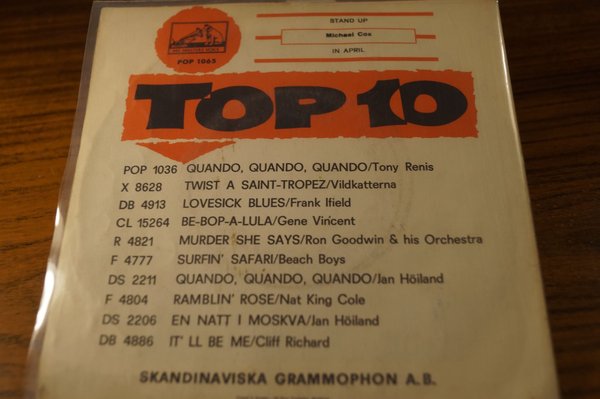 STAND UP
Michael Cox
IN APRIL
"HIS MASTER'S VOICE"
POP 1065
TOP 10
POP 1036 QUANDO, QUANDO, QUANDO/Tony Renis
X 8628 TWIST A SAINT-TROPEZ/Vildkatterna
DB 4913 LOVESICK BLUES/Frank Ifield
CL 15264 BE-BOP-A-LULA/Gene Vincent
R 4821 MURDER SHE SAYS/Ron Goodwin & his Orchestra
F 4777 SURFIN' SAFARI/Beach Boys
DS 2211 QUANDO, QUANDO, QUANDO/Jan Höiland
F 4804 RAMBLIN' ROSE/Nat King Cole
DS 2206 EN NATT I MOSKVA/Jan Höiland
DB 4886 IT' LL BE ME/Cliff Richard
SKANDINAVISKA GRAMMOPHON A.B.